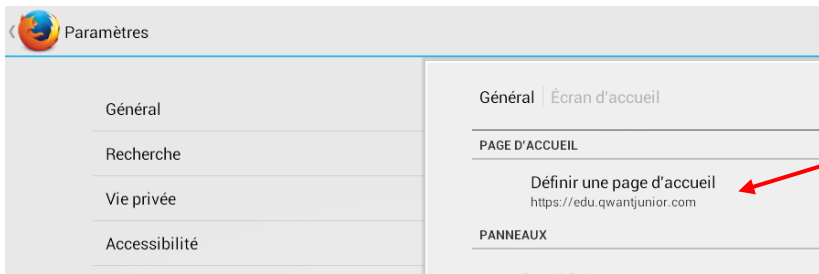 Paramètres
Général
Recherche
Vie privée
Accessibilité
Général Écran d'accueil
PAGE D'ACCUEIL
Définir une page d'accueil
https://edu.qwantjunior.com
PANNEAUX